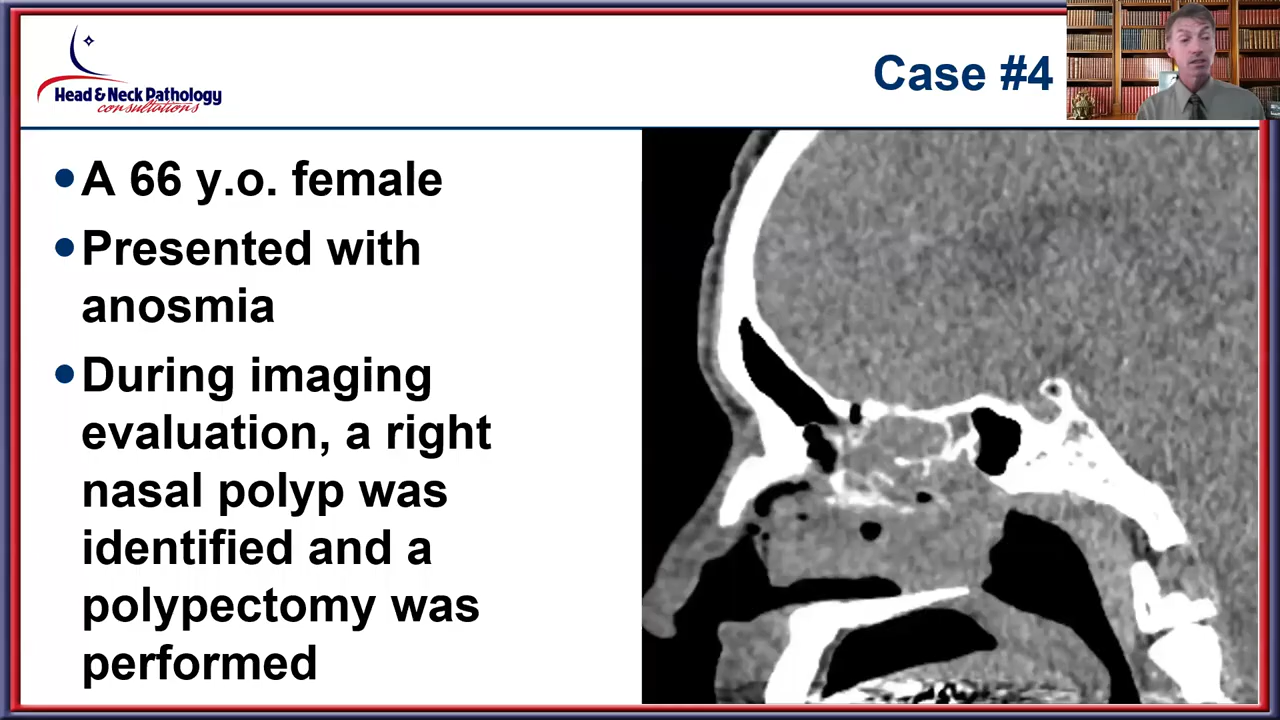 Head & Neck Pathology
consultations
Case #4
A 66 y.o. female
Presented with
anosmia
During imaging
evaluation, a right
nasal polyp was
identified and a
polypectomy was
performed